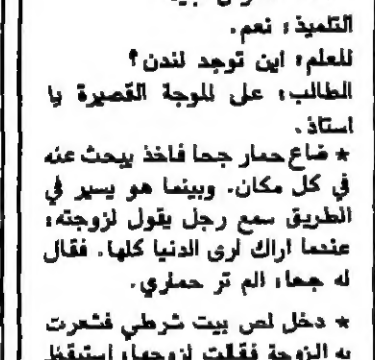 التلميذ: نعم.
المعلم: اين توجد لندن؟
الطالب: على الموجة القصيرة يا
استاذ.
* ضاع حمار جحا فاخذ يبحث عنه
في كل مكان. وبينما هو يسير في
الطريق سمع رجل يقول لزوجته:
عندما اراك ارى الدنيا كلها. فقال
له جحا: الم تر حماري.
* دخل لص بيت شرطي فشعرت
به الزوجة فقالت لزوجها: استيقظ